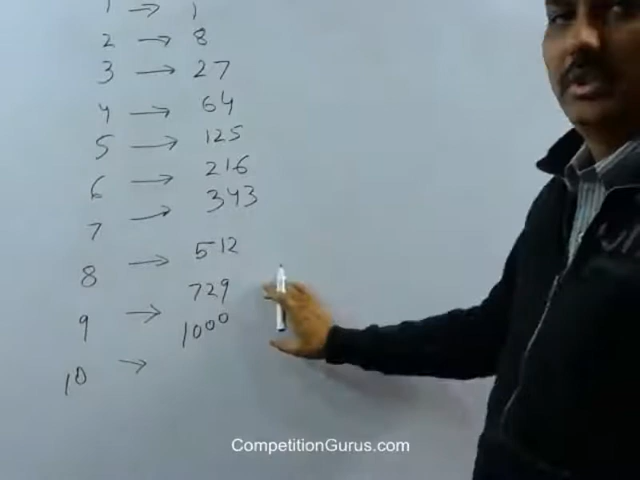 1 → 1
2 → 8
3 → 27
4 → 64
5 → 125
6 → 216
7 → 343
8 → 512
9 → 729
10 → 1000
CompetitionGurus.com